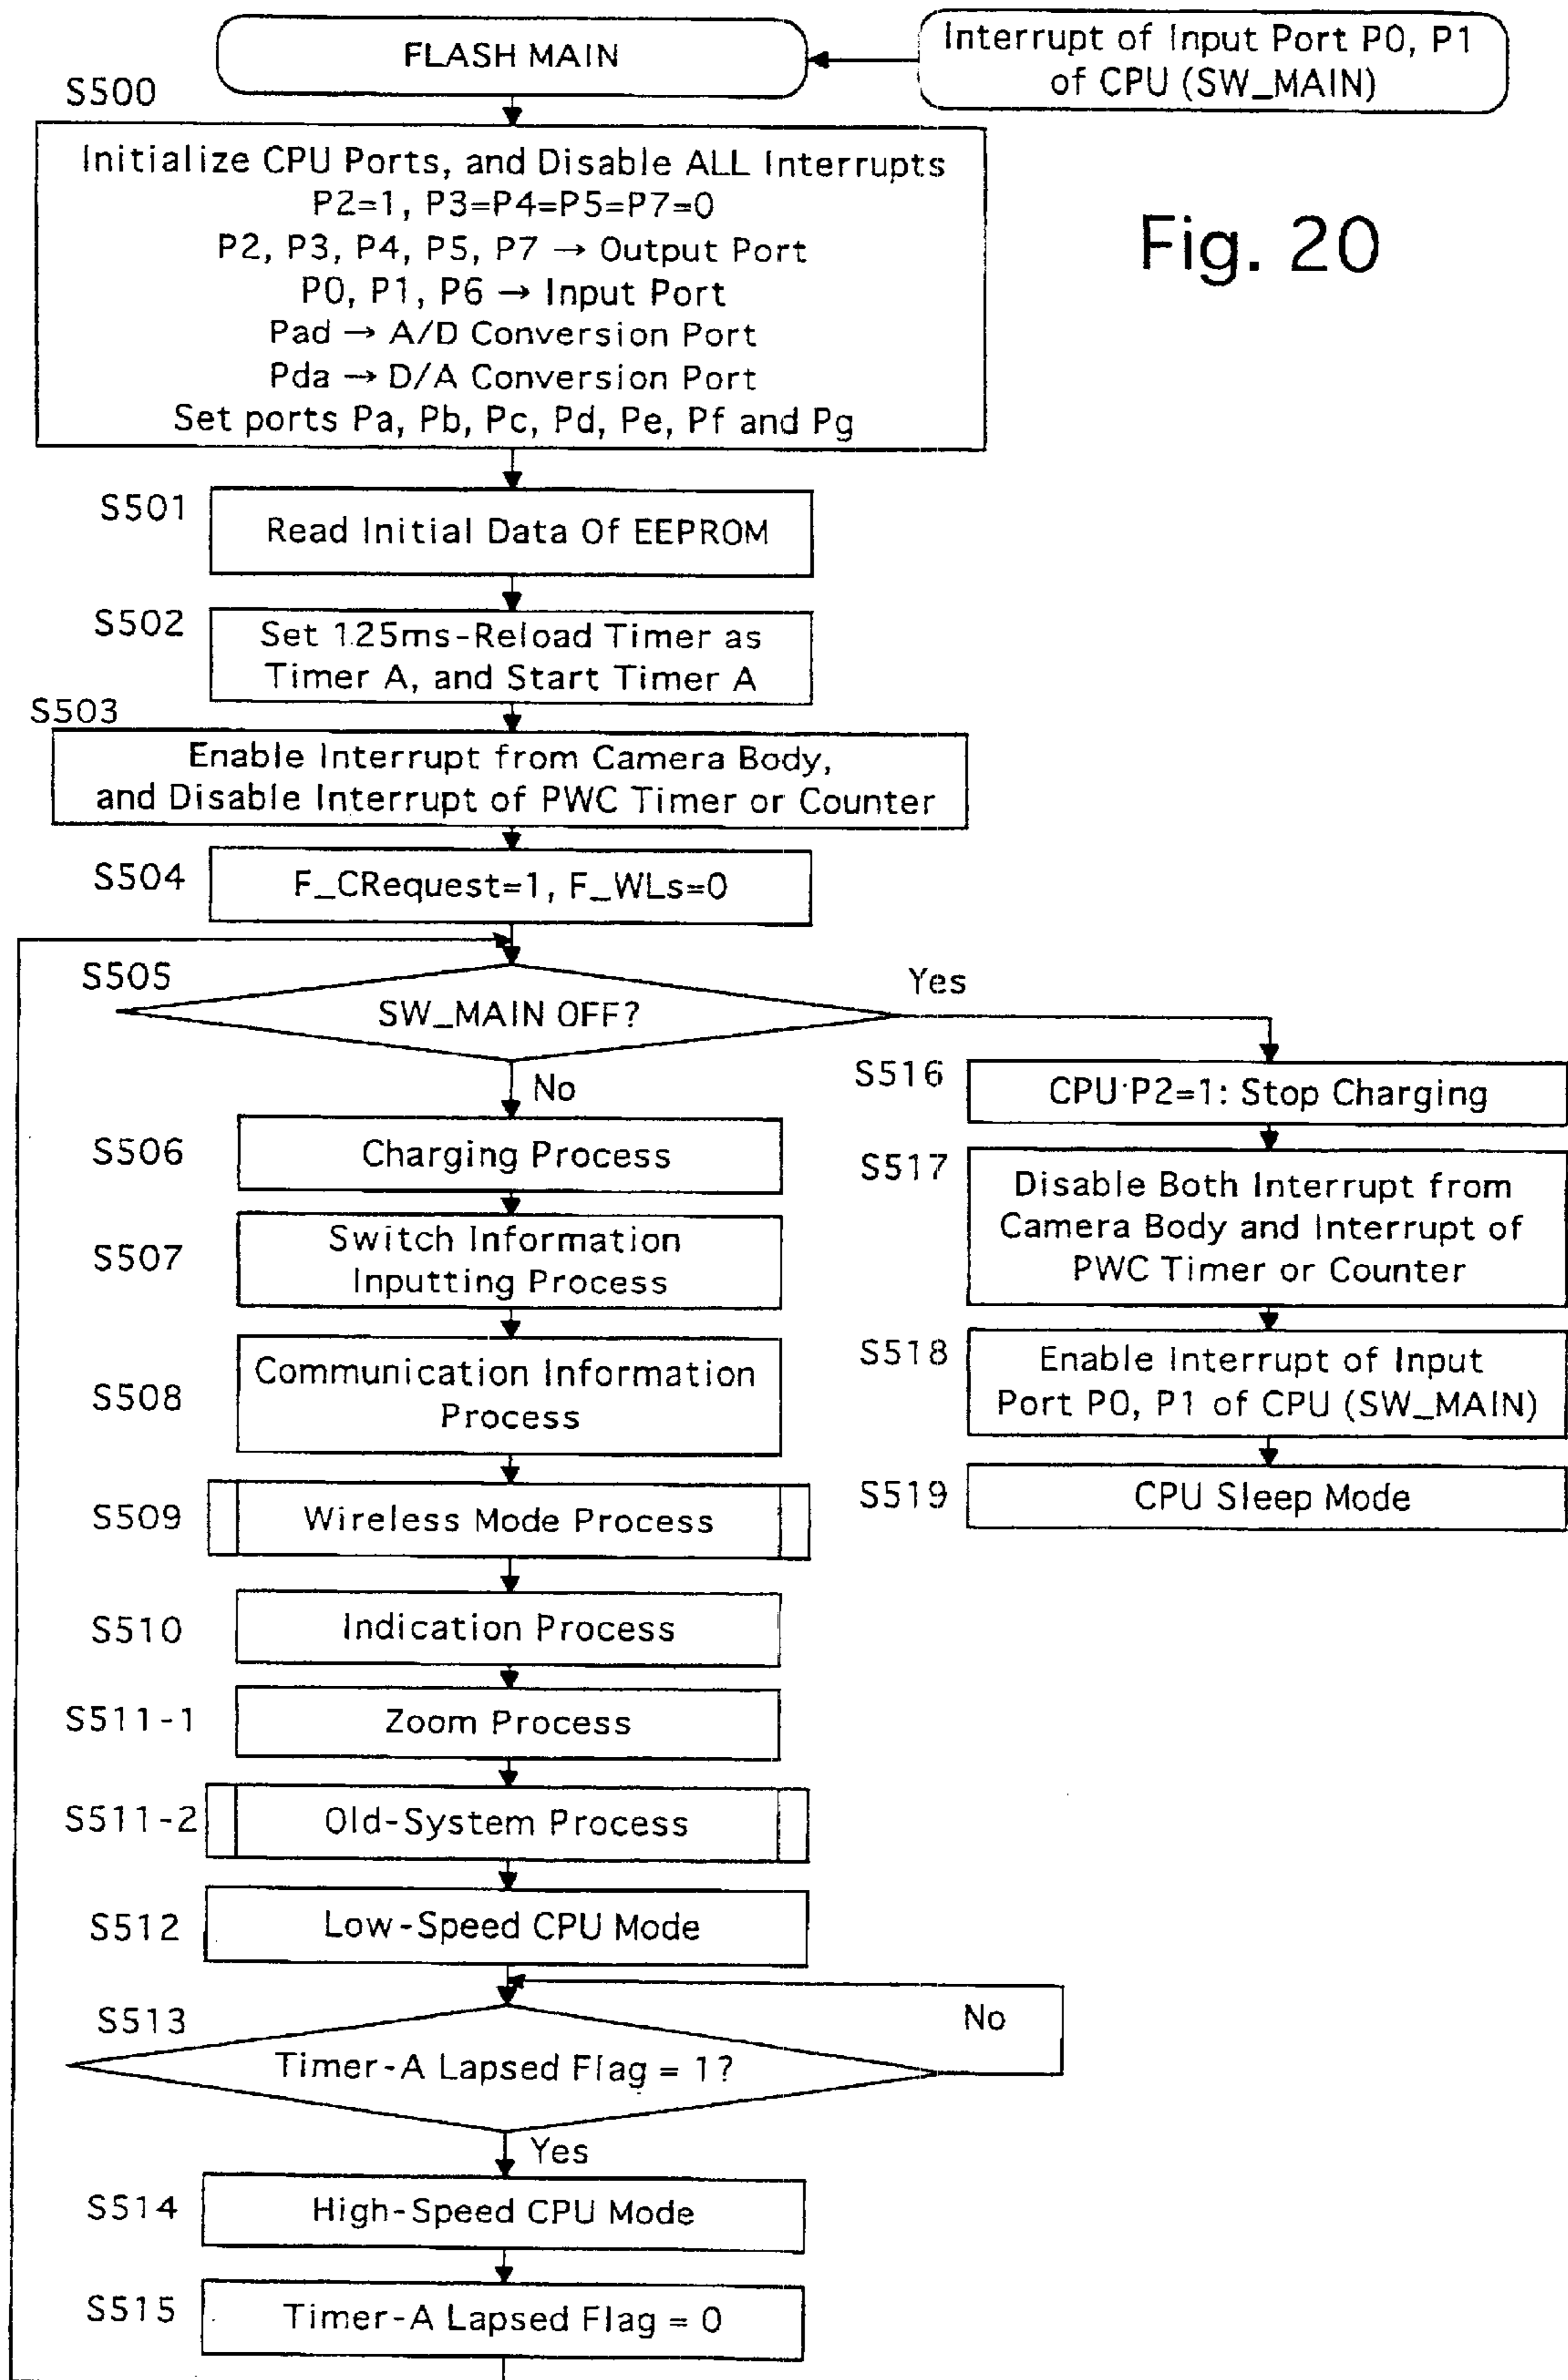 FLASH MAIN
Interrupt of Input Port P0, P1
of CPU (SW_MAIN)
Fig. 20
S500
Initialize CPU Ports, and Disable ALL Interrupts
P2=1, P3=P4=P5=P7=0
P2, P3, P4, P5, P7 → Output Port
P0, P1, P6 → Input Port
Pad → A/D Conversion Port
Pda → D/A Conversion Port
Set ports Pa, Pb, Pc, Pd, Pe, Pf and Pg
S501
Read Initial Data Of EEPROM
S502
Set 125ms-Reload Timer as
Timer A, and Start Timer A
S503
Enable Interrupt from Camera Body,
and Disable Interrupt of PWC Timer or Counter
S504
F_CRequest=1, F_WLs=0
S505
SW_MAIN OFF?
Yes
No
S506
Charging Process
S507
Switch Information
Inputting Process
S508
Communication Information
Process
S509
Wireless Mode Process
S510
Indication Process
S511-1
Zoom Process
S511-2
Old-System Process
S512
Low-Speed CPU Mode
S513
Timer-A Lapsed Flag = 1?
No
Yes
S514
High-Speed CPU Mode
S515
Timer-A Lapsed Flag = 0
S516
CPU·P2=1: Stop Charging
S517
Disable Both Interrupt from
Camera Body and Interrupt of
PWC Timer or Counter
S518
Enable Interrupt of Input
Port P0, P1 of CPU (SW_MAIN)
S519
CPU Sleep Mode